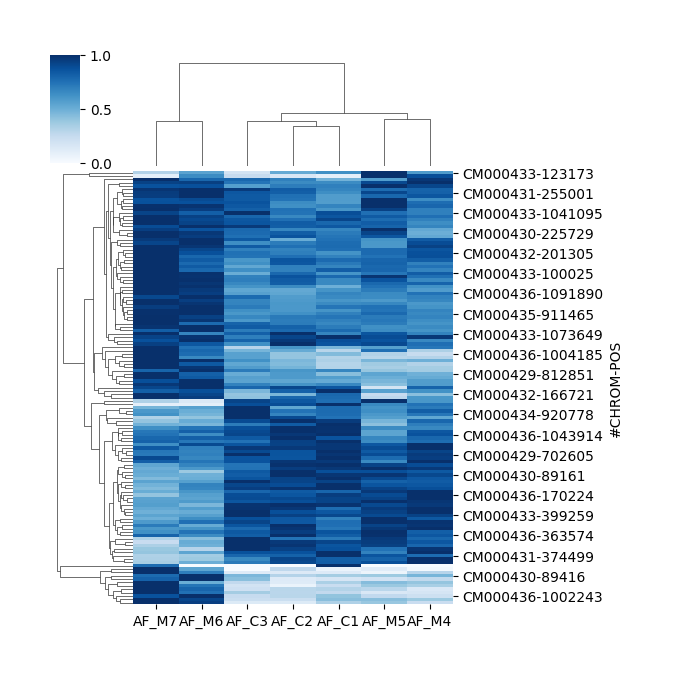 1.0
0.5
0.0
CM000433-123173
CM000431-255001
CM000433-1041095
CM000430-225729
CM000432-201305
CM000433-100025
CM000436-1091890
CM000435-911465
CM000433-1073649
CM000436-1004185
CM000429-812851
CM000432-166721
CM000434-920778
CM000436-1043914
CM000429-702605
CM000430-89161
CM000436-170224
CM000433-399259
CM000436-363574
CM000431-374499
CM000430-89416
CM000436-1002243
#CHROM-POS
AF_M7 AF_M6 AF_C3 AF_C2 AF_C1 AF_M5 AF_M4